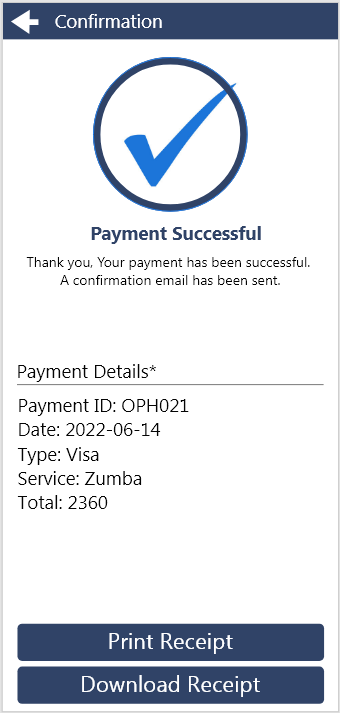 Confirmation
Payment Successful
Thank you, Your payment has been successful.
A confirmation email has been sent.
Payment Details*
Payment ID: OPH021
Date: 2022-06-14
Type: Visa
Service: Zumba
Total: 2360
Print Receipt
Download Receipt